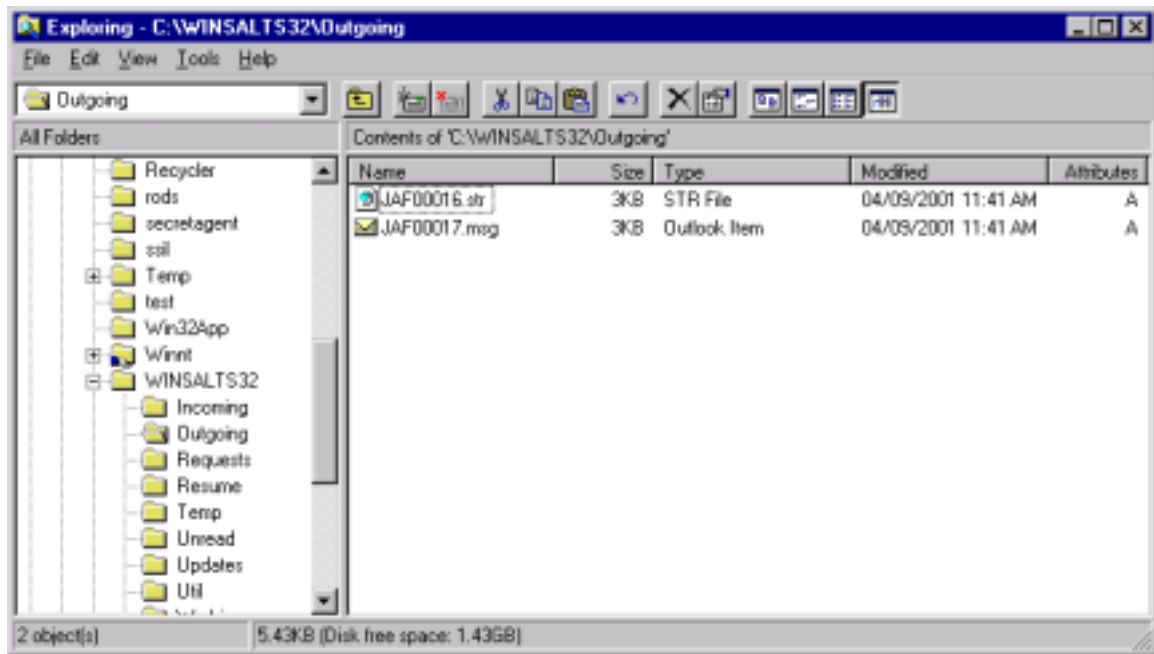 Exploring - C:\WINSALTS32\Outgoing
File Edit View Tools Help
Outgoing
All Folders
Contents of 'C:\WINSALTS32\Outgoing'
Recycler
rods
secretagent
ssil
Temp
test
Win32App
Winnt
WINSALTS32
Incoming
Outgoing
Requests
Resume
Temp
Unread
Updates
Util
Name Size Type Modified Attributes
JAF00016.str 3KB STR File 04/09/2001 11:41 AM A
JAF00017.msg 3KB Outlook Item 04/09/2001 11:41 AM A
2 object(s) 5.43KB (Disk free space: 1.43GB)